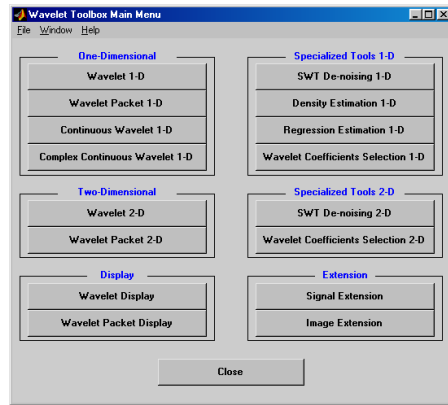 Wavelet Toolbox Main Menu
File Window Help
One-Dimensional
Wavelet 1-D
Wavelet Packet 1-D
Continuous Wavelet 1-D
Complex Continuous Wavelet 1-D
Specialized Tools 1-D
SWT De-noising 1-D
Density Estimation 1-D
Regression Estimation 1-D
Wavelet Coefficients Selection 1-D
Two-Dimensional
Wavelet 2-D
Wavelet Packet 2-D
Specialized Tools 2-D
SWT De-noising 2-D
Wavelet Coefficients Selection 2-D
Display
Wavelet Display
Wavelet Packet Display
Extension
Signal Extension
Image Extension
Close